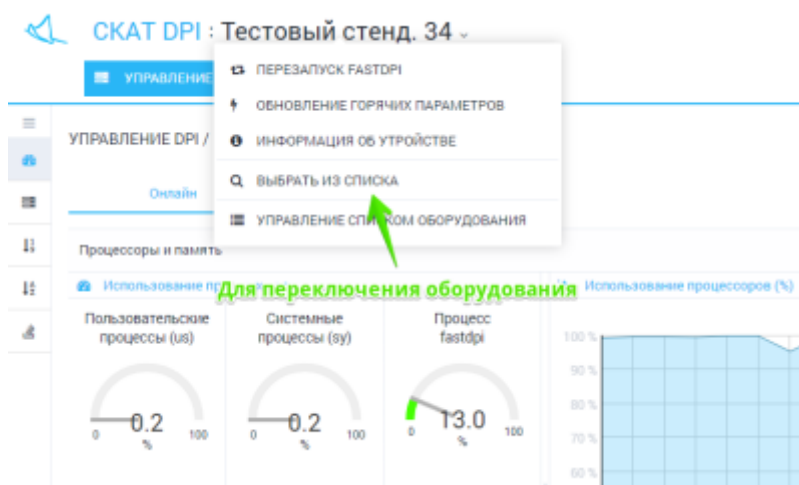 СКАТ DPI : Тестовый стенд. 34
УПРАВЛЕНИЕ
ПЕРЕЗАПУСК FASTDPI
ОБНОВЛЕНИЕ ГОРЯЧИХ ПАРАМЕТРОВ
ИНФОРМАЦИЯ ОБ УТРОЙСТВЕ
ВЫБРАТЬ ИЗ СПИСКА
УПРАВЛЕНИЕ СПИСКОМ ОБОРУДОВАНИЯ
УПРАВЛЕНИЕ DPI /
Онлайн
Процессоры и память
Для переключения оборудования
Использование
Использование процессоров (%)
Пользовательские
процессы (us)
Системные
процессы (sy)
Процесс
fastdpi
0.2
0 100
%
0.2
0 100
%
13.0
0 100
%
100 %
90 %
80 %
70 %
60 %